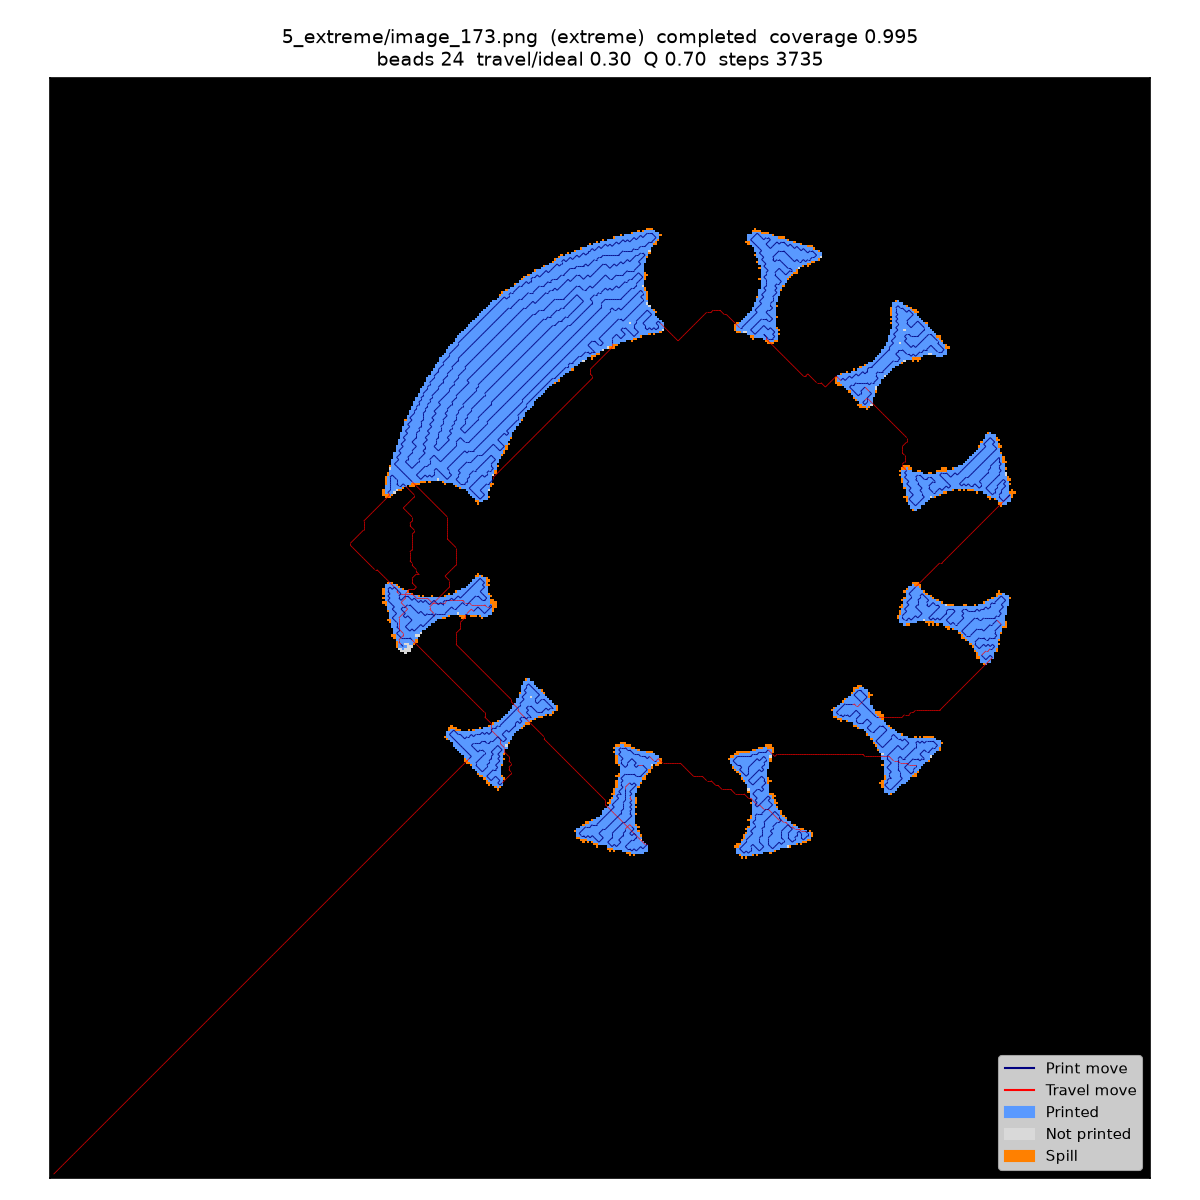 5_extreme/image_173.png  (extreme)  completed  coverage 0.995
beads 24  travel/ideal 0.30  Q 0.70  steps 3735
Print move
Travel move
Printed
Not printed
Spill